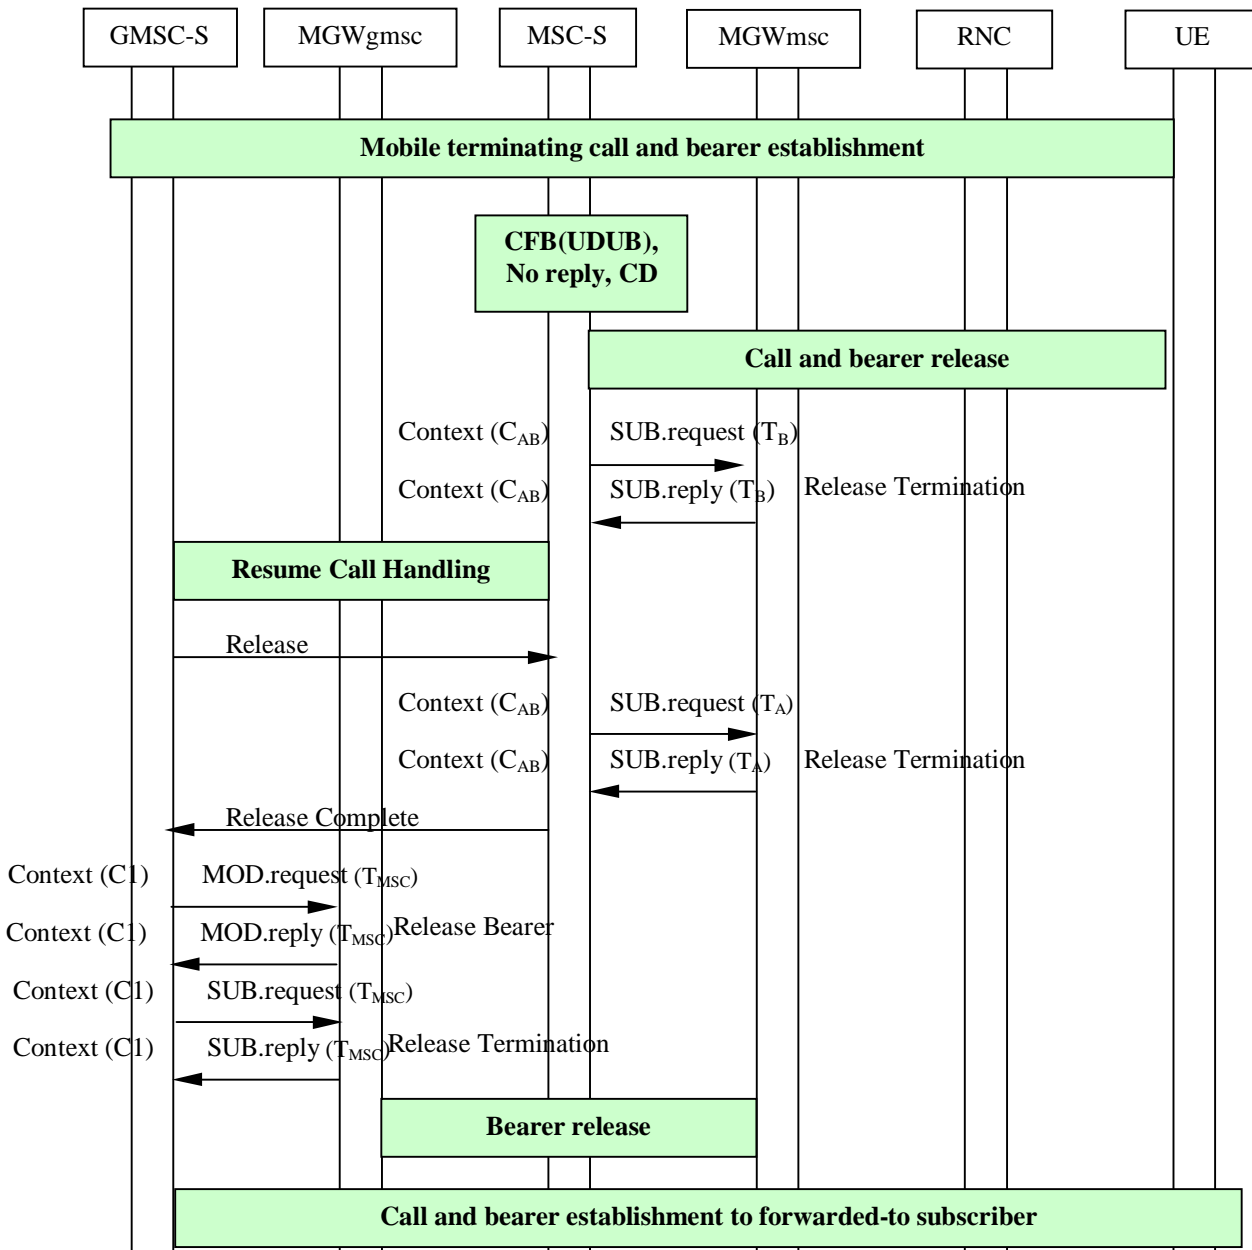 GMSC-S MGWgmsc MSC-S MGWmsc RNC UE
Mobile terminating call and bearer establishment
CFB(UDUB),
No reply, CD
Call and bearer release
Context (CAB) SUB.request (TB)
Context (CAB) SUB.reply (TB) Release Termination
Resume Call Handling
Release
Context (CAB) SUB.request (TA)
Context (CAB) SUB.reply (TA) Release Termination
Release Complete
Context (C1) MOD.request (TMSC)
Context (C1) MOD.reply (TMSC) Release Bearer
Context (C1) SUB.request (TMSC)
Context (C1) SUB.reply (TMSC) Release Termination
Bearer release
Call and bearer establishment to forwarded-to subscriber